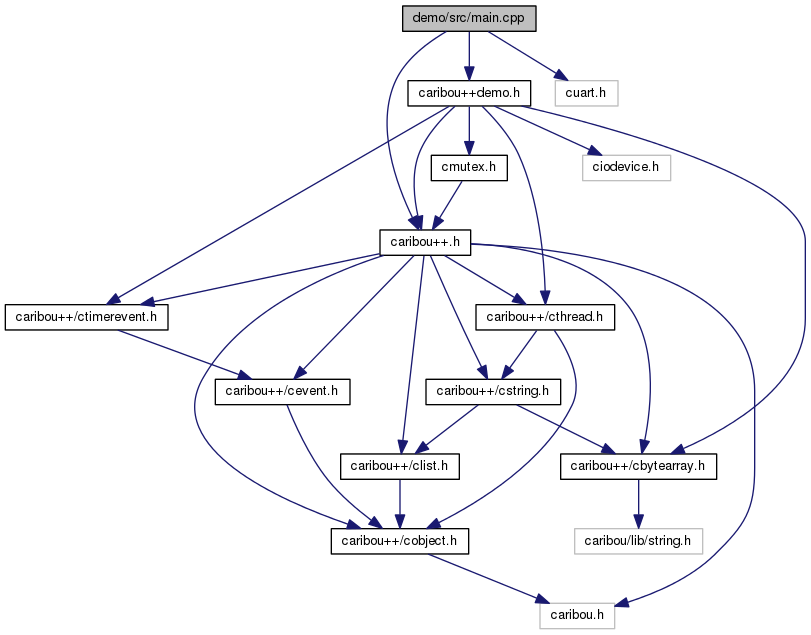 demo/src/main.cpp
caribou++demo.h
cuart.h
cmutex.h
ciodevice.h
caribou++.h
caribou++/ctimerevent.h
caribou++/cthread.h
caribou++/cevent.h
caribou++/cstring.h
caribou++/clist.h
caribou++/cbytearray.h
caribou++/cobject.h
caribou/lib/string.h
caribou.h